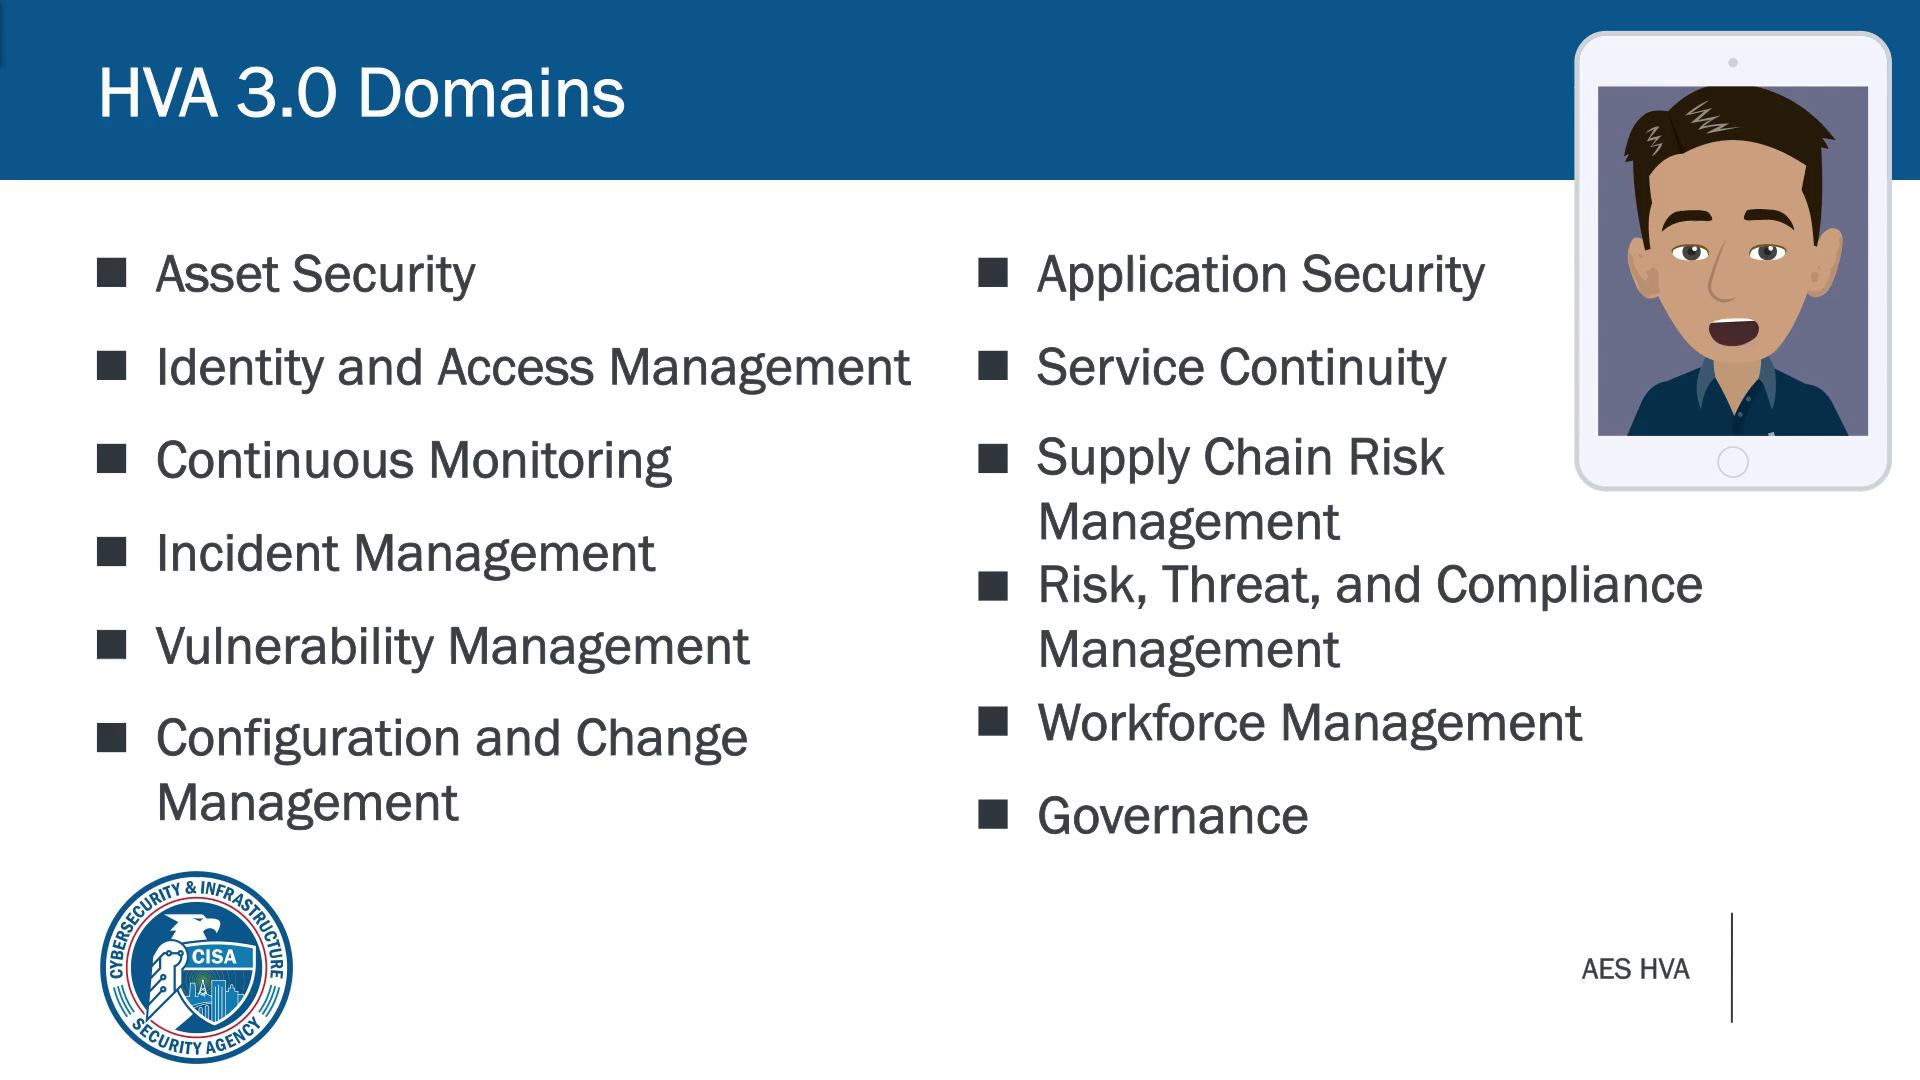 HVA 3.0 Domains
Asset Security
Identity and Access Management
Continuous Monitoring
Incident Management
Vulnerability Management
Configuration and Change
Management
Application Security
Service Continuity
Supply Chain Risk
Management
Risk, Threat, and Compliance
Management
Workforce Management
Governance
CYBERSECURITY & INFRASTRUCTURE
CISA
SECURITY AGENCY
AES HVA